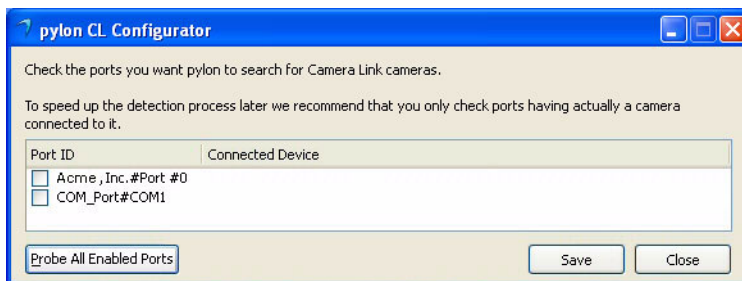 pylon CL Configurator
Check the ports you want pylon to search for Camera Link cameras.
To speed up the detection process later we recommend that you only check ports having actually a camera
connected to it.
Port ID Connected Device
Acme,Inc.#Port #0
COM_Port#COM1
Probe All Enabled Ports Save Close